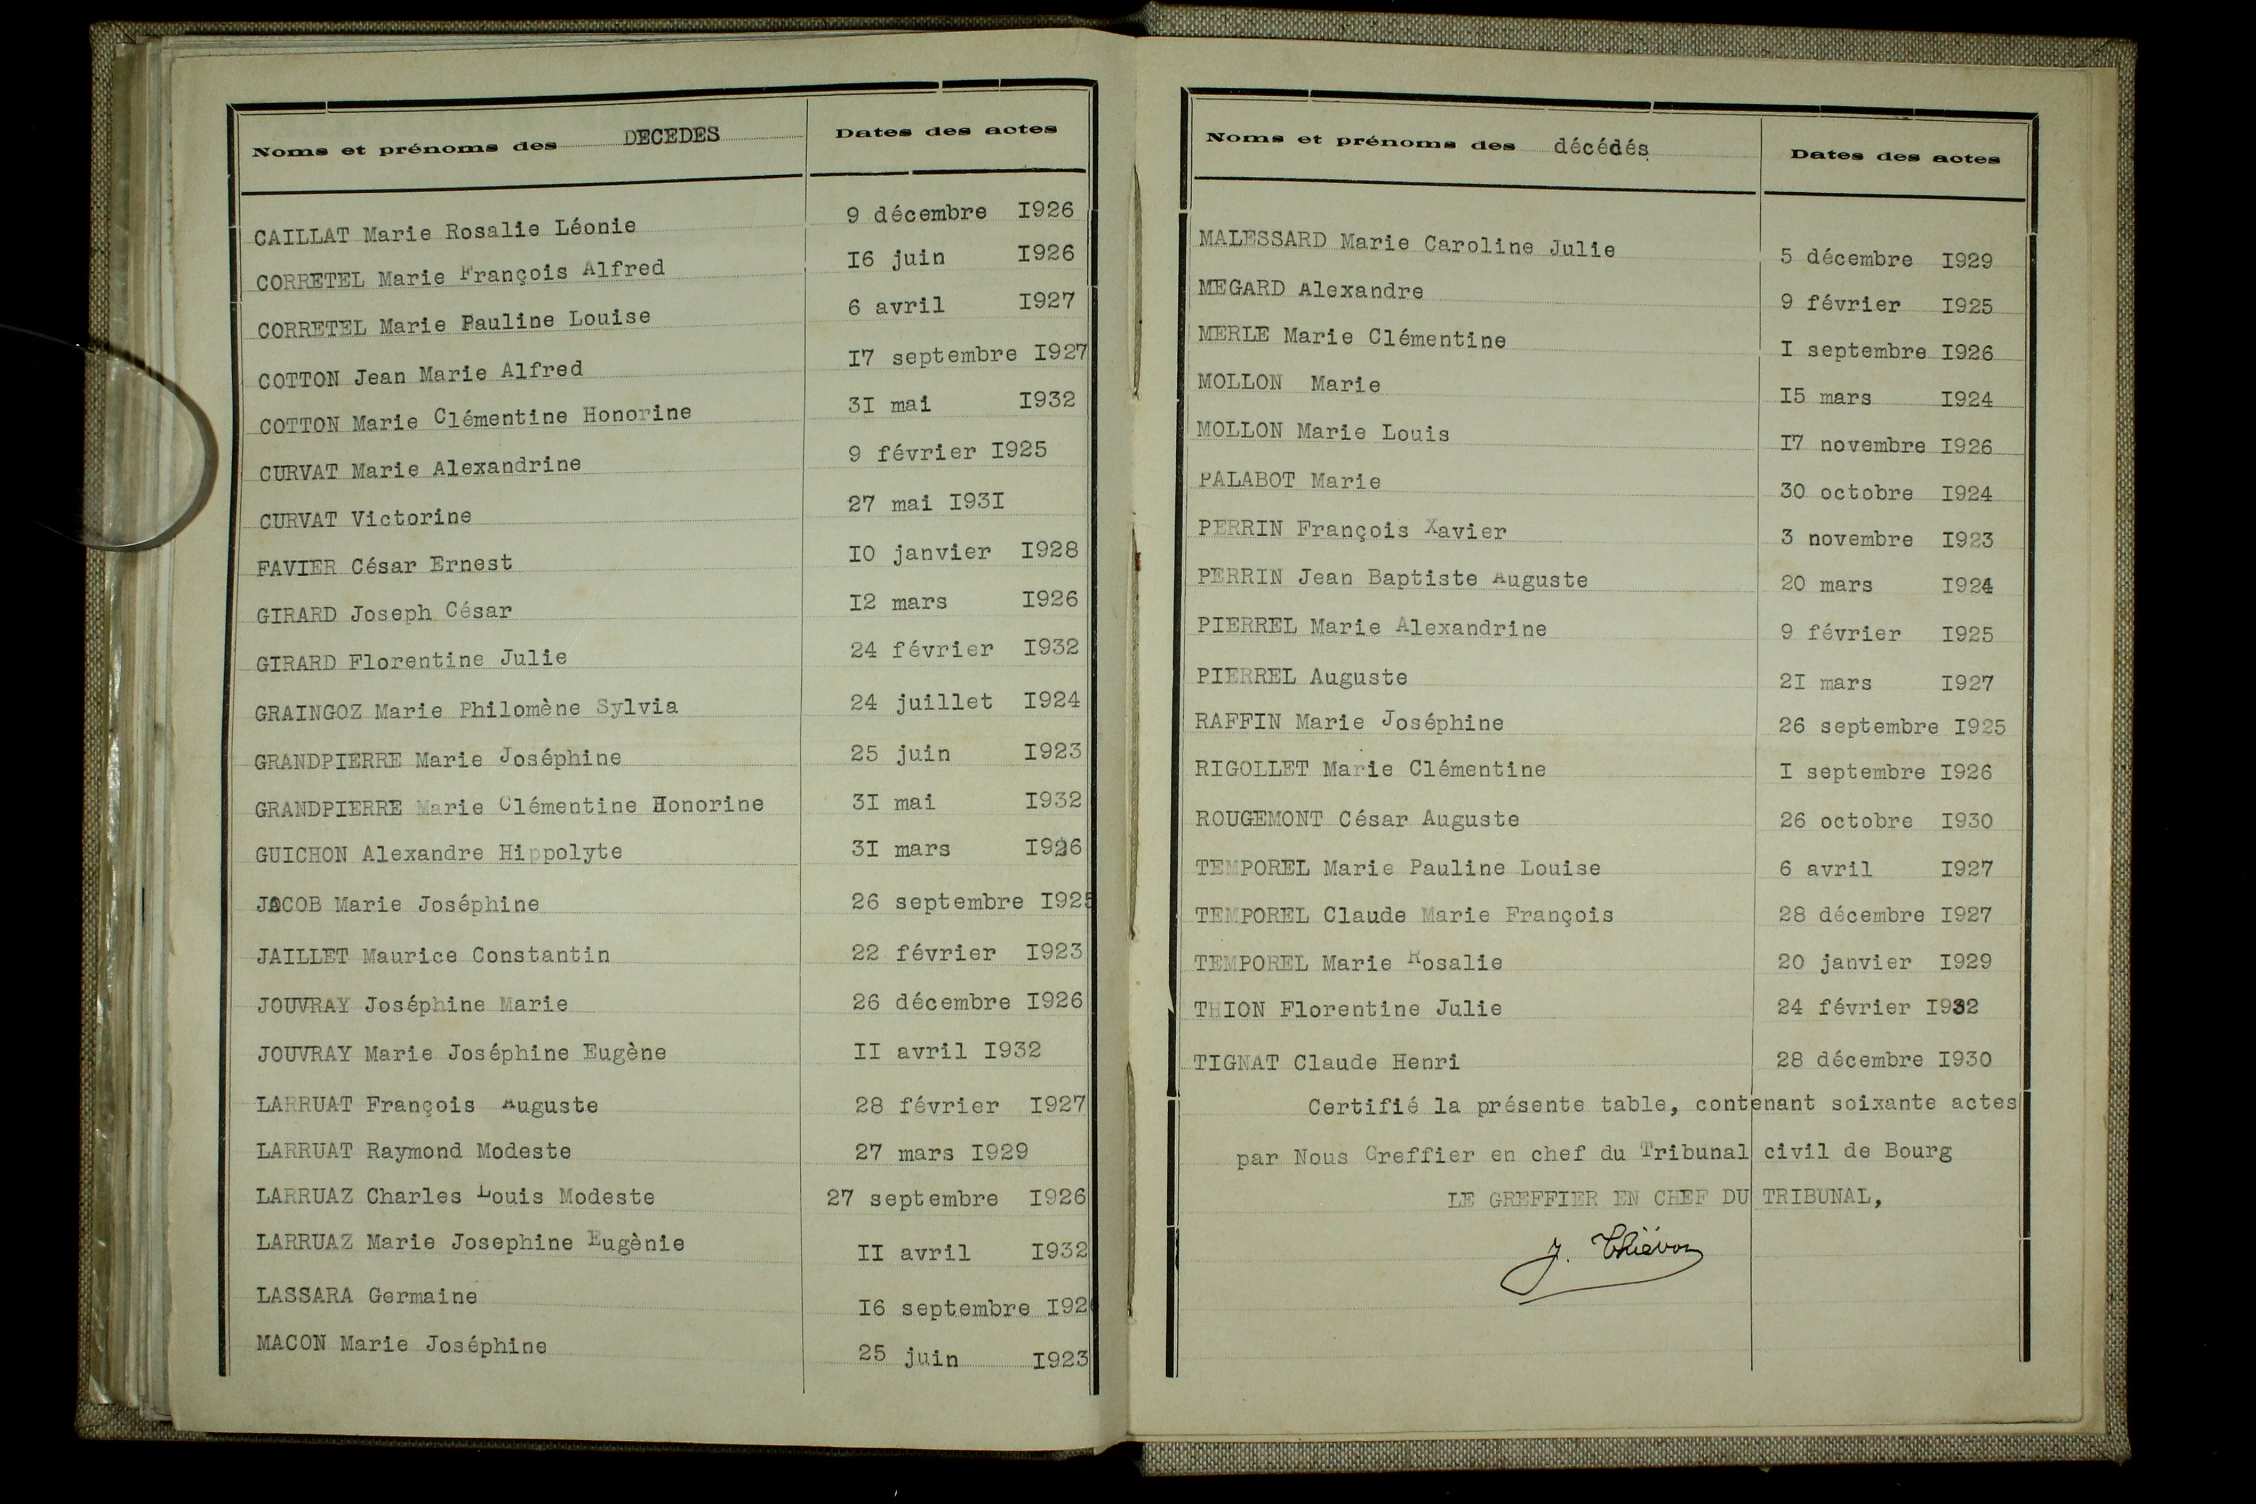 Noms et prénoms des DECEDES Dates des actes
CAILLAT Marie Rosalie Léonie 9 décembre I926
CORRETEL Marie François Alfred I6 juin I926
CORRETEL Marie Pauline Louise 6 avril I927
COTTON Jean Marie Alfred I7 septembre I927
COTTON Marie Clémentine Honorine 3I mai I932
CURVAT Marie Alexandrine 9 février I925
CURVAT Victorine 27 mai I93I
FAVIER César Ernest IO janvier I928
GIRARD Joseph César I2 mars I926
GIRARD Florentine Julie 24 février I932
GRAINGOZ Marie Philomène Sylvia 24 juillet I924
GRANDPIERRE Marie Joséphine 25 juin I923
GRANDPIERRE Marie Clémentine Honorine 3I mai I932
GUICHON Alexandre Hippolyte 3I mars I926
JACOB Marie Joséphine 26 septembre I925
JAILLET Maurice Constantin 22 février I923
JOUVRAY Joséphine Marie 26 décembre I926
JOUVRAY Marie Joséphine Eugène II avril I932
LARRUAT François Auguste 28 février I927
LARRUAT Raymond Modeste 27 mars I929
LARRUAZ Charles Louis Modeste 27 septembre I926
LARRUAZ Marie Josephine Eugènie II avril I932
LASSARA Germaine I6 septembre
MACON Marie Joséphine 25 juin I923
Noms et prénoms des décédés Dates des actes
MALESSARD Marie Caroline Julie 5 décembre I929
MEGARD Alexandre 9 février I925
MERLE Marie Clémentine I septembre I926
MOLLON Marie I5 mars I924
MOLLON Marie Louis I7 novembre I926
PALABOT Marie 30 octobre I924
PERRIN François Xavier 3 novembre I923
PERRIN Jean Baptiste Auguste 20 mars I924
PIERREL Marie Alexandrine 9 février I925
PIERREL Auguste 2I mars I927
RAFFIN Marie Joséphine 26 septembre I925
RIGOLLET Marie Clémentine I septembre I926
ROUGEMONT César Auguste 26 octobre I930
TEMPOREL Marie Pauline Louise 6 avril I927
TEMPOREL Claude Marie François 28 décembre I927
TEMPOREL Marie Rosalie 20 janvier I929
THION Florentine Julie 24 février I932
TIGNAT Claude Henri 28 décembre I930
Certifié la présente table, contenant soixante actes
par Nous Greffier en chef du Tribunal civil de Bourg
LE GREFFIER EN CHEF DU TRIBUNAL,
J. Thiévon